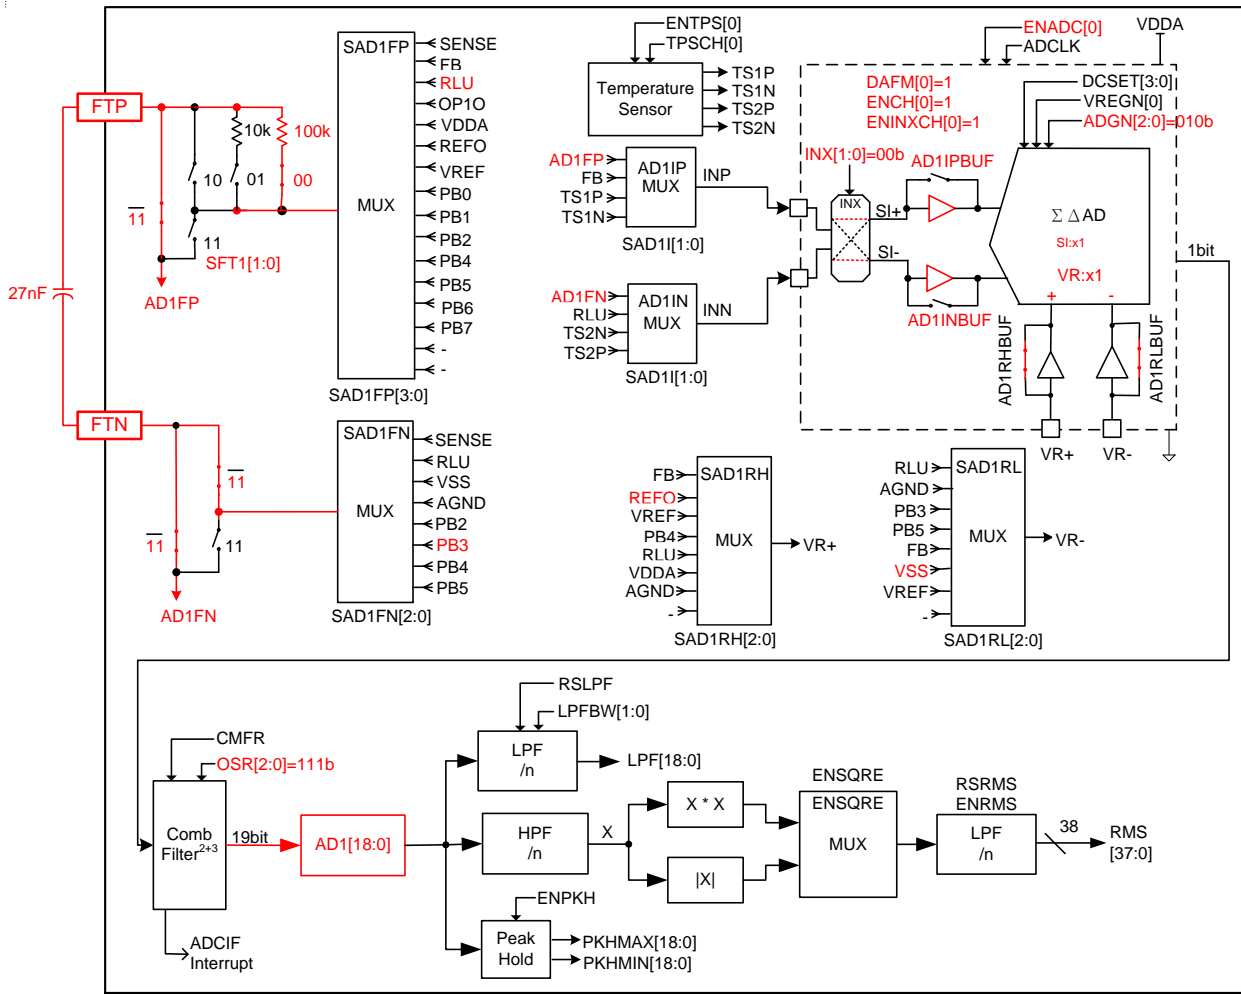 ENTPS[0]
TPSCH[0]
ENADC[0]
ADCLK
VDDA
SAD1FP
SENSE
FB
RLU
OP1O
VDDA
REFO
VREF
PB0
PB1
PB2
PB4
PB5
PB6
PB7
-
-
MUX
SAD1FP[3:0]
FTP
10k
100k
10
01
00
11
11
SFT1[1:0]
AD1FP
27nF
FTN
11
11
11
AD1FN
SAD1FN
SENSE
RLU
VSS
AGND
PB2
PB3
PB4
PB5
MUX
SAD1FN[2:0]
Temperature
Sensor
TS1P
TS1N
TS2P
TS2N
AD1FP
FB
TS1P
TS1N
AD1IP
MUX
INP
SAD1I[1:0]
AD1FN
RLU
TS2N
TS2P
AD1IN
MUX
INN
SAD1I[1:0]
DAFM[0]=1
ENCH[0]=1
ENINXCH[0]=1
DCSET[3:0]
VREGN[0]
ADGN[2:0]=010b
INX[1:0]=00b
INX
AD1IPBUF
SI+
SI-
AD1INBUF
Σ Δ AD
SI:x1
VR:x1
+
-
1bit
AD1RHBUF
AD1RLBUF
VR+
VR-
FB
REFO
VREF
PB4
RLU
VDDA
AGND
-
SAD1RH
MUX
VR+
SAD1RH[2:0]
RLU
AGND
PB3
PB5
FB
VSS
VREF
-
SAD1RL
MUX
VR-
SAD1RL[2:0]
RSLPF
LPFBW[1:0]
LPF
/n
LPF[18:0]
CMFR
OSR[2:0]=111b
Comb
Filter2+3
19bit
AD1[18:0]
ADCIF
Interrupt
HPF
/n
X
X * X
|X|
ENSQRE
ENSQRE
MUX
RSRMS
ENRMS
LPF
/n
38
RMS
[37:0]
ENPKH
Peak
Hold
PKHMAX[18:0]
PKHMIN[18:0]